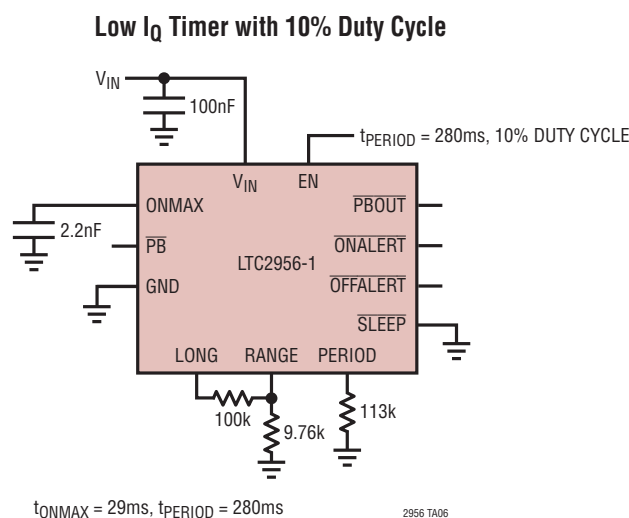 Low IQ Timer with 10% Duty Cycle
VIN
100nF
tPERIOD = 280ms, 10% DUTY CYCLE
VIN EN
ONMAX
PBOUT
2.2nF
PB
ONALERT
LTC2956-1
GND
OFFALERT
SLEEP
LONG RANGE PERIOD
100k
9.76k
113k
tONMAX = 29ms, tPERIOD = 280ms
2956 TA06